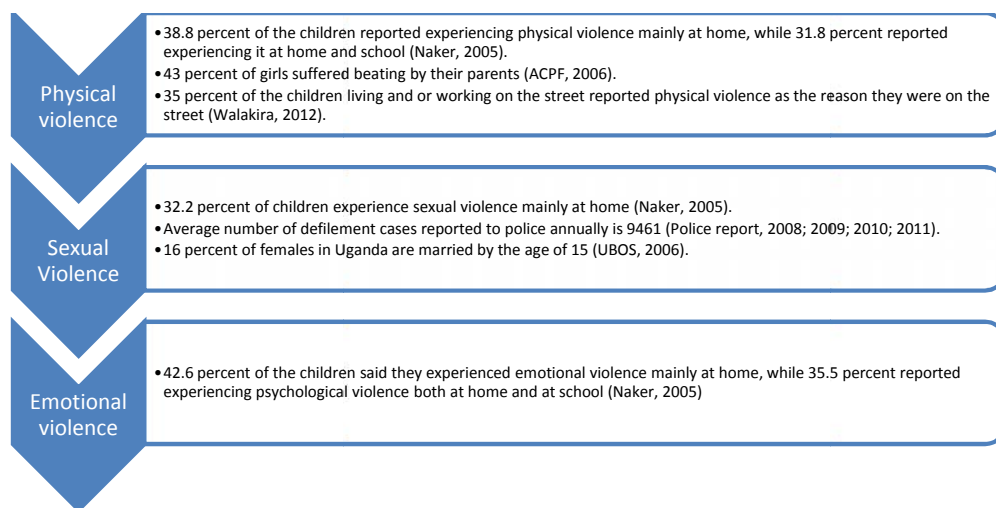 Physical
violence
•38.8 percent of the children reported experiencing physical violence mainly at home, while 31.8 percent reported
experiencing it at home and school (Naker, 2005).
•43 percent of girls suffered beating by their parents (ACPF, 2006).
•35 percent of the children living and or working on the street reported physical violence as the reason they were on the
street (Walakira, 2012).
Sexual
Violence
•32.2 percent of children experience sexual violence mainly at home (Naker, 2005).
•Average number of defilement cases reported to police annually is 9461 (Police report, 2008; 2009; 2010; 2011).
•16 percent of females in Uganda are married by the age of 15 (UBOS, 2006).
Emotional
violence
•42.6 percent of the children said they experienced emotional violence mainly at home, while 35.5 percent reported
experiencing psychological violence both at home and at school (Naker, 2005)